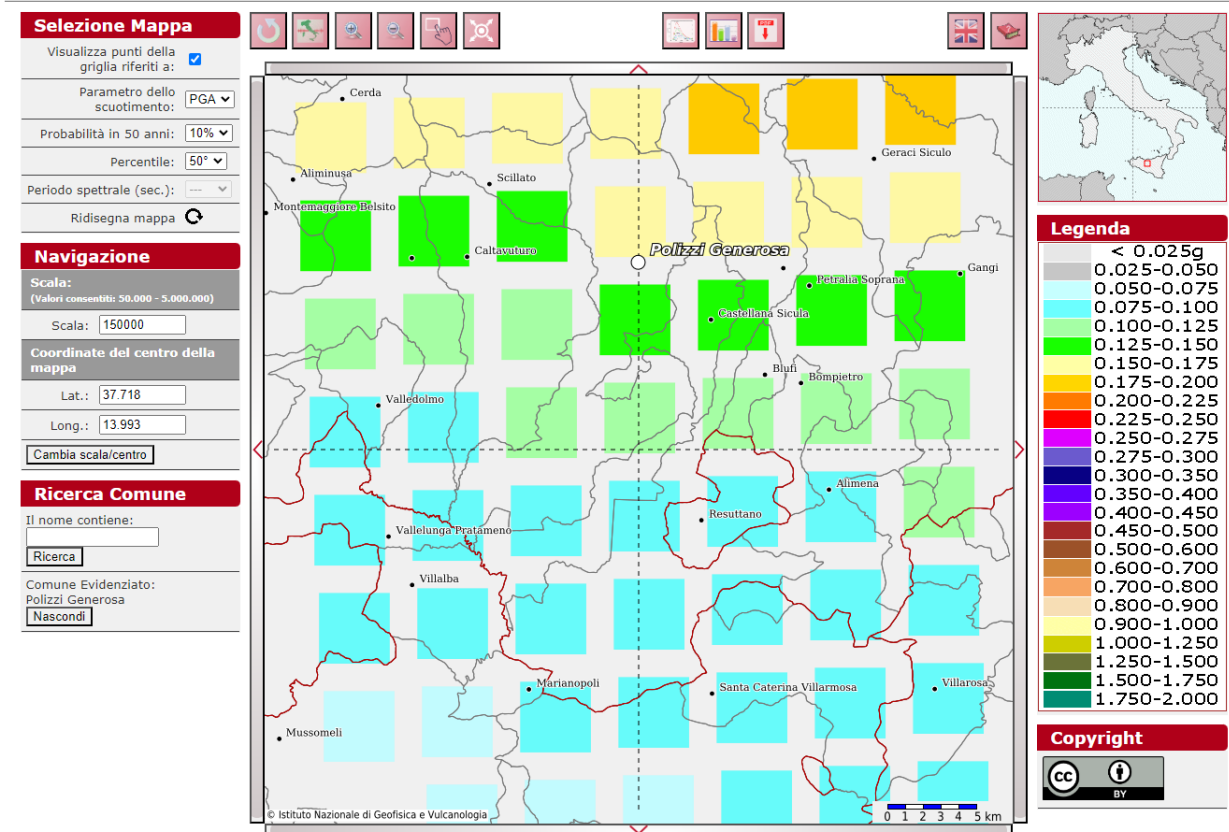 Selezione Mappa
Visualizza punti della
griglia riferiti a:
Parametro dello
scuotimento:
PGA
Probabilità in 50 anni:
10%
Percentile:
50°
Periodo spettrale (sec.):
---
Ridisegna mappa
Navigazione
Scala:
(Valori consentiti: 50.000 - 5.000.000)
Scala:
150000
Coordinate del centro della
mappa
Lat.:
37.718
Long.:
13.993
Cambia scala/centro
Ricerca Comune
Il nome contiene:
Ricerca
Comune Evidenziato:
Polizzi Generosa
Nascondi
PDF
Cerda
Geraci Siculo
Aliminusa
Scillato
Montemaggiore Belsito
Caltavuturo
Polizzi Generosa
Petralia Soprana
Gangi
Castellana Sicula
Blufi
Bompietro
Valledolmo
Alimena
Resuttano
Vallelunga Pratameno
Villalba
Marianopoli
Santa Caterina Villarmosa
Villarosa
Mussomeli
© Istituto Nazionale di Geofisica e Vulcanologia
0 1 2 3 4 5 km
Legenda
< 0.025g
0.025-0.050
0.050-0.075
0.075-0.100
0.100-0.125
0.125-0.150
0.150-0.175
0.175-0.200
0.200-0.225
0.225-0.250
0.250-0.275
0.275-0.300
0.300-0.350
0.350-0.400
0.400-0.450
0.450-0.500
0.500-0.600
0.600-0.700
0.700-0.800
0.800-0.900
0.900-1.000
1.000-1.250
1.250-1.500
1.500-1.750
1.750-2.000
Copyright
cc
BY